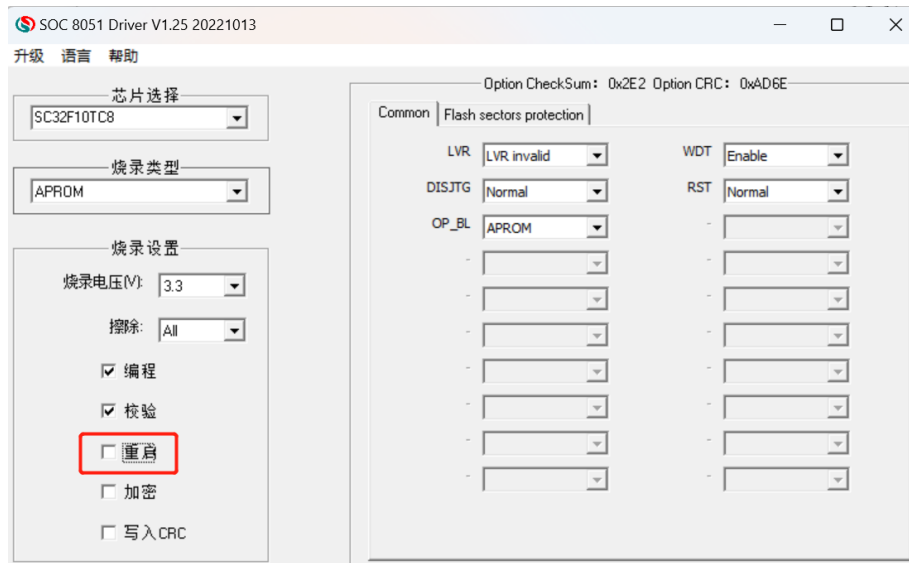 SOC 8051 Driver V1.25 20221013
升级 语言 帮助
芯片选择
SC32F10TC8
烧录类型
APROM
烧录设置
烧录电压(V): 3.3
擦除: All
编程
校验
重启
加密
写入CRC
Option CheckSum: 0x2E2 Option CRC: 0xAD6E
Common Flash sectors protection
LVR LVR invalid WDT Enable
DISJTG Normal RST Normal
OP_BL APROM -
- -
- -
- -
- -
- -
- -
- -